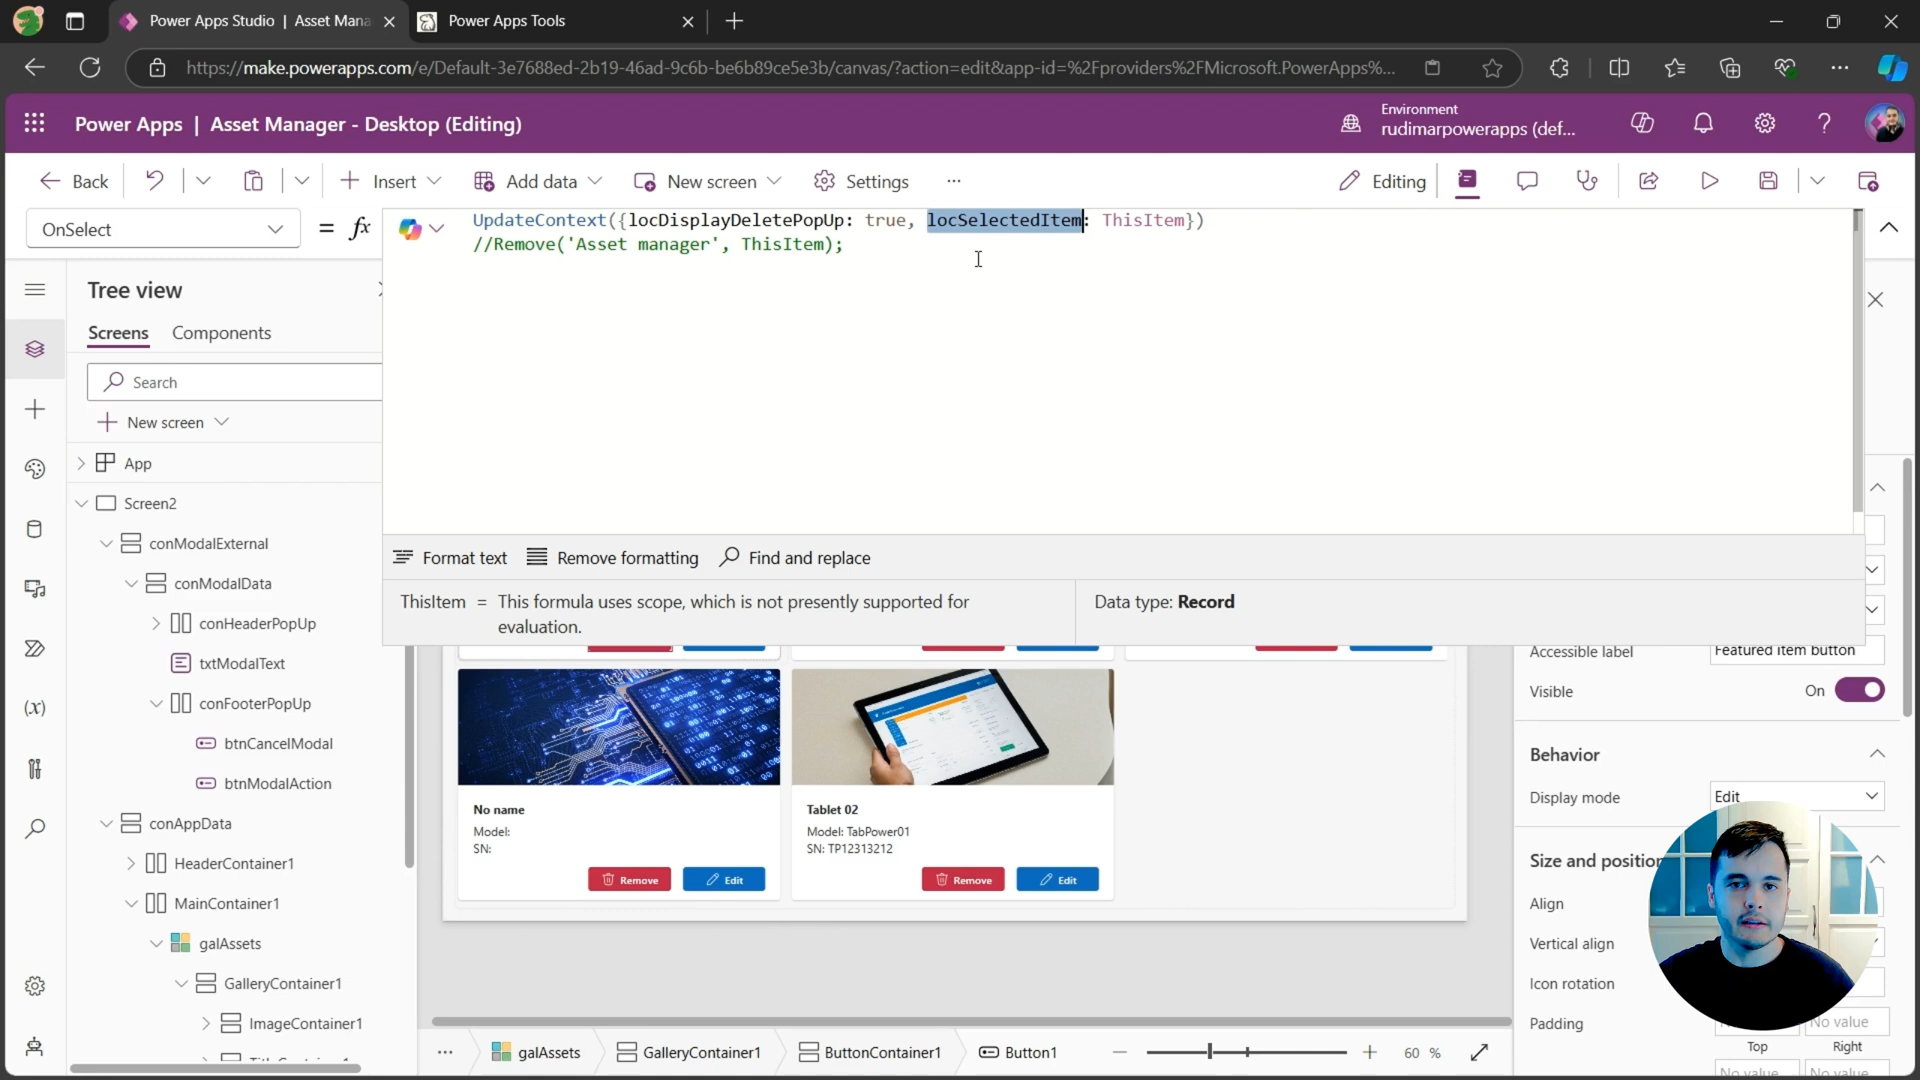 Power Apps Studio | Asset Mana
Power Apps Tools
https://make.powerapps.com/e/Default-3e7688ed-2b19-46ad-9c6b-be6b89ce5e3b/canvas/?action=edit&app-id=%2Fproviders%2FMicrosoft.PowerApps%...
Power Apps | Asset Manager - Desktop (Editing)
Environment
rudimarpowerapps (def...
Back
Insert
Add data
New screen
Settings
...
Editing
OnSelect
= fx
UpdateContext({locDisplayDeletePopUp: true, locSelectedItem: ThisItem})
//Remove('Asset manager', ThisItem);
Tree view
Screens
Components
Search
New screen
App
Screen2
conModalExternal
conModalData
conHeaderPopUp
txtModalText
conFooterPopUp
btnCancelModal
btnModalAction
conAppData
HeaderContainer1
MainContainer1
galAssets
GalleryContainer1
ImageContainer1
Format text
Remove formatting
Find and replace
ThisItem = This formula uses scope, which is not presently supported for
evaluation.
Data type: Record
No name
Model:
SN:
Remove
Edit
Tablet 02
Model: TabPower01
SN: TP12313212
Remove
Edit
Accessible label
Featured item button
Visible
On
Behavior
Display mode
Edit
Size and position
Align
Vertical align
Icon rotation
Padding
No value
Top
Right
No value
No value
... galAssets
GalleryContainer1
ButtonContainer1
Button1
60 %